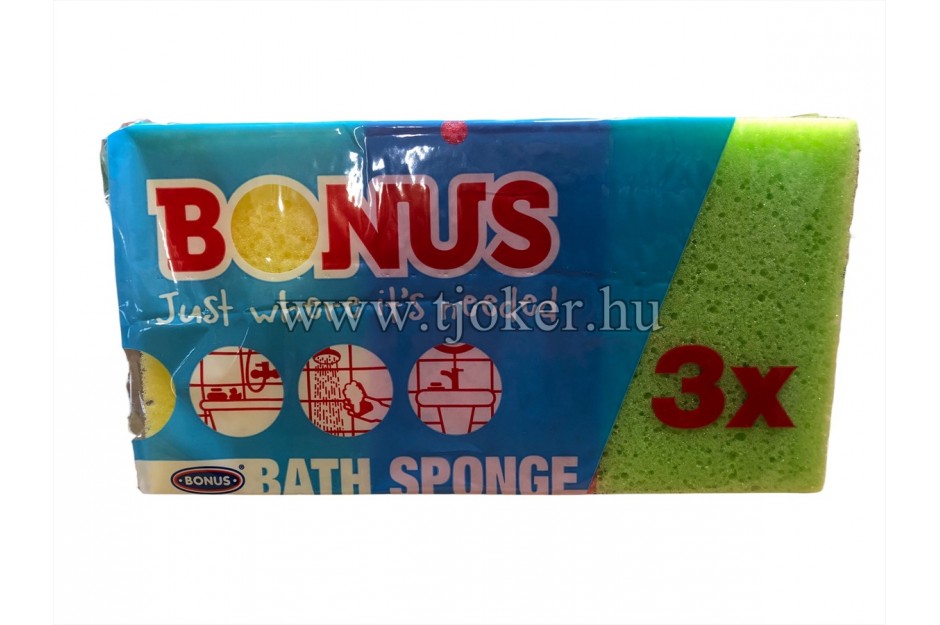 BONUS
Just where it's needed
www.tjoker.hu
3x
BONUS
BATH SPONGE